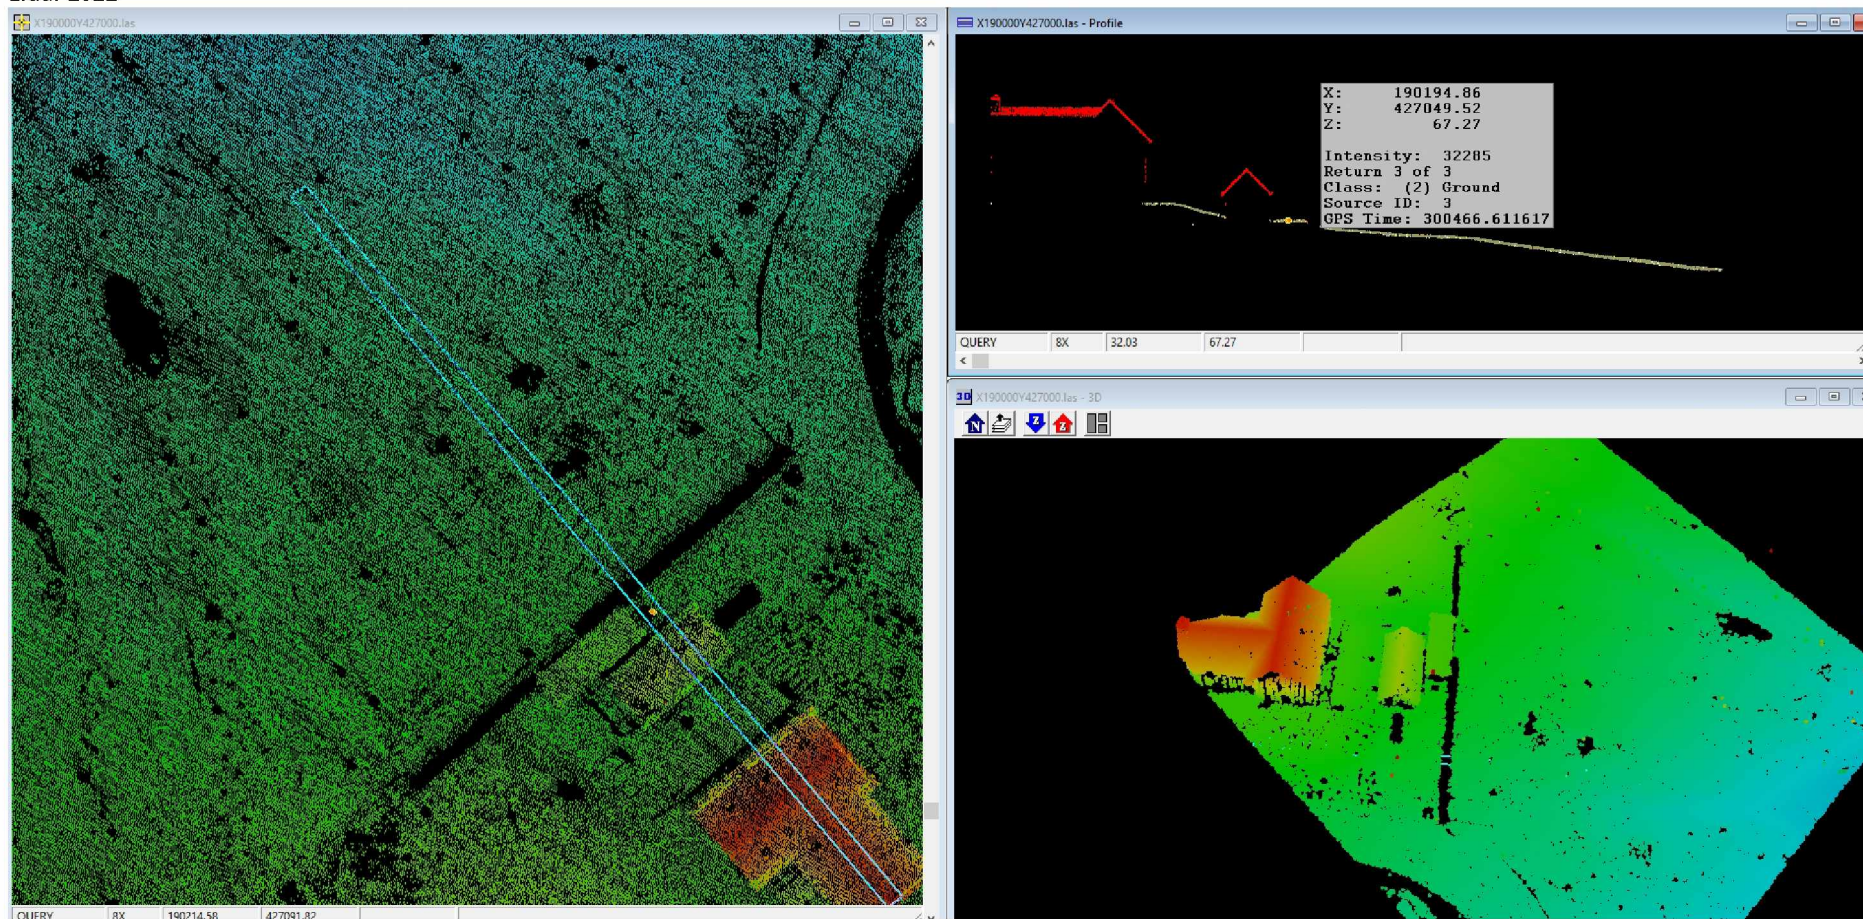 X190000Y427000.las
QUERY 8X 190214.58 427091.82
X190000Y427000.las - Profile
X: 190194.86
Y: 427049.52
Z: 67.27
Intensity: 32285
Return 3 of 3
Class: (2) Ground
Source ID: 3
GPS Time: 300466.611617
QUERY 8X 32.03 67.27
3D X190000Y427000.las - 3D
N Z Z